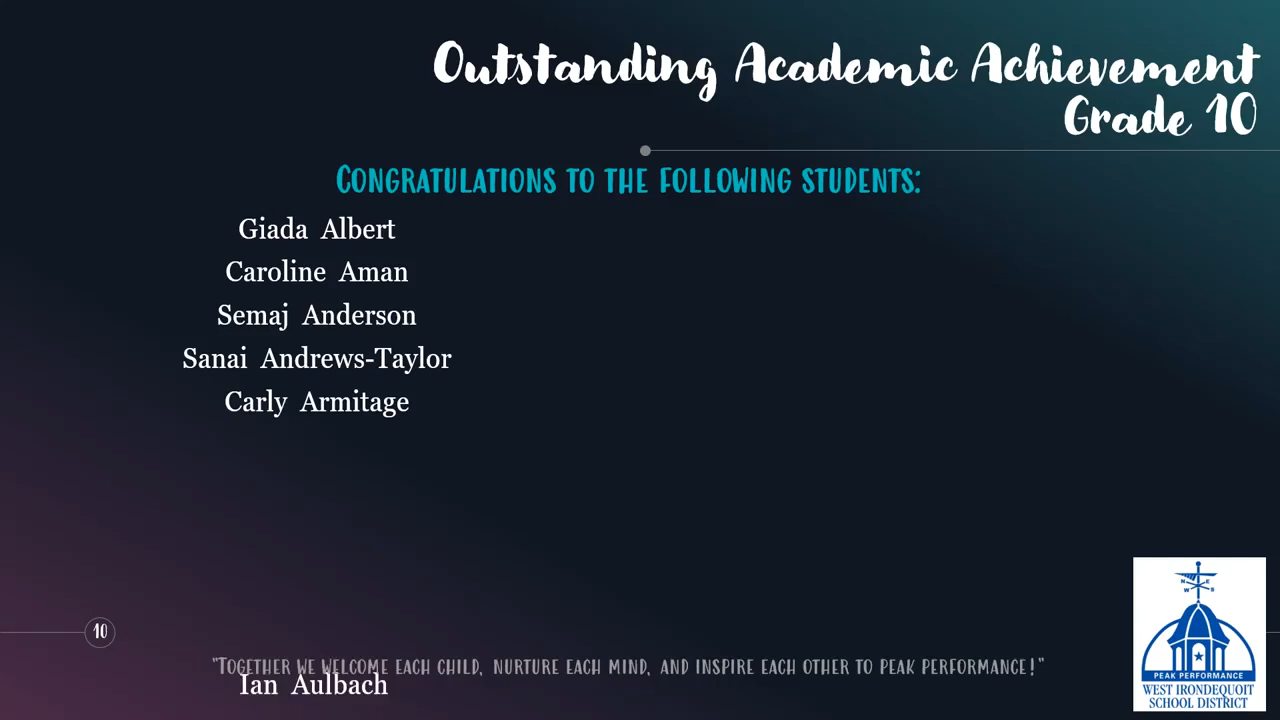 Outstanding Academic Achievement
Grade 10
Congratulations to the following students:
Giada Albert
Caroline Aman
Semaj Anderson
Sanai Andrews-Taylor
Carly Armitage
10
"Together we welcome each child, nurture each mind, and inspire each other to peak performance!"
Ian Aulbach
N E
W S
PEAK PERFORMANCE
WEST IRONDEQUOIT
SCHOOL DISTRICT